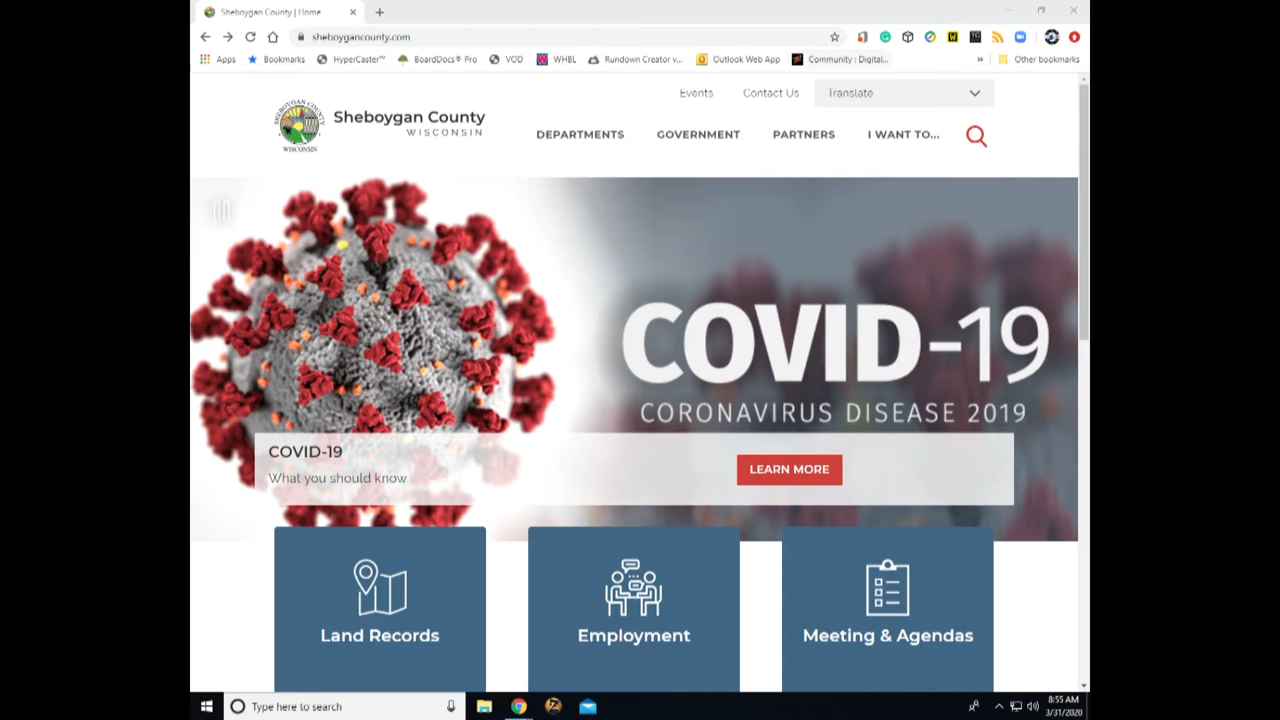 Sheboygan County | Home
sheboygancounty.com
Apps Bookmarks HyperCaster™ BoardDocs® Pro VOD WHBL Rundown Creator v... Outlook Web App Community : Digital... » Other bookmarks
Events Contact Us Translate
SHEBOYGAN COUNTY
WISCONSIN
Sheboygan County
WISCONSIN
DEPARTMENTS GOVERNMENT PARTNERS I WANT TO...
COVID-19
CORONAVIRUS DISEASE 2019
COVID-19
What you should know
LEARN MORE
Land Records
Employment
Meeting & Agendas
Type here to search
8:55 AM
3/31/2020